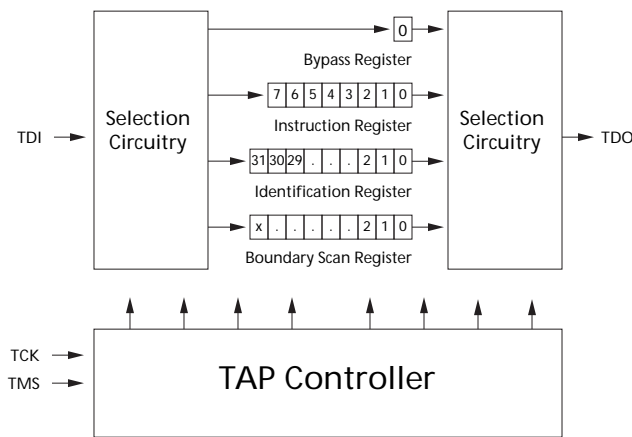 0
Bypass Register
7 6 5 4 3 2 1 0
Selection
Circuitry
Selection
Circuitry
Instruction Register
TDI
TDO
31 30 29 . . . 2 1 0
Identification Register
x . . . . . 2 1 0
Boundary Scan Register
TCK
TMS
TAP Controller